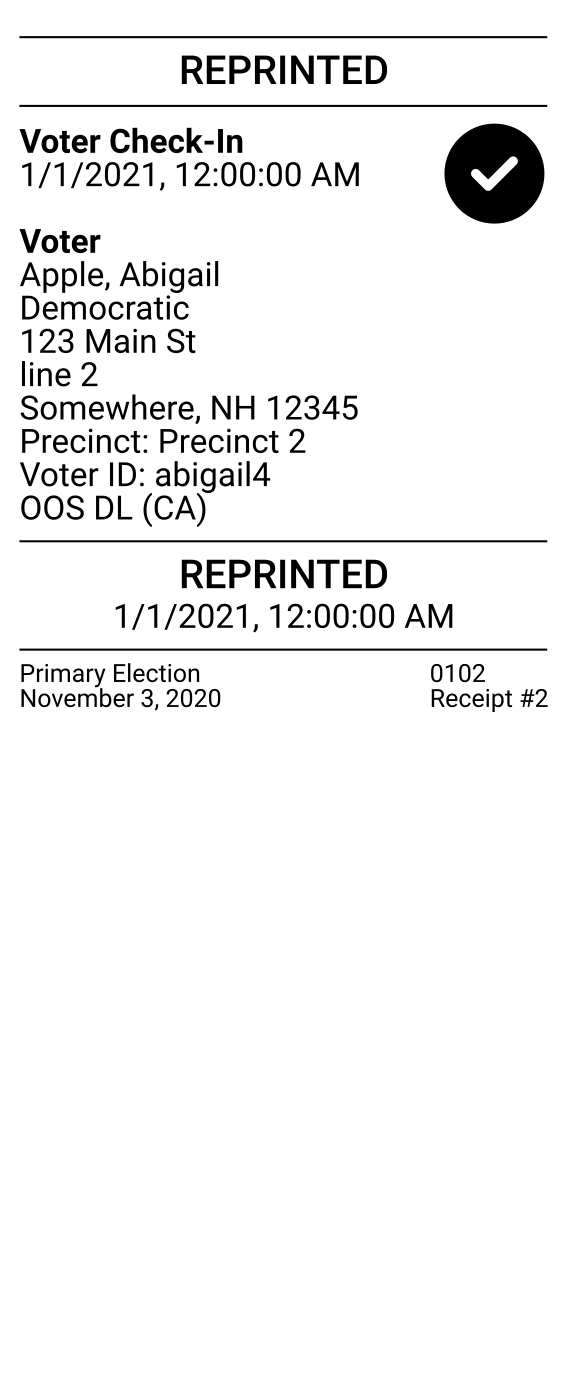 REPRINTED
Voter Check-In
1/1/2021, 12:00:00 AM
Voter
Apple, Abigail
Democratic
123 Main St
line 2
Somewhere, NH 12345
Precinct: Precinct 2
Voter ID: abigail4
OOS DL (CA)
REPRINTED
1/1/2021, 12:00:00 AM
Primary Election 0102
November 3, 2020 Receipt #2